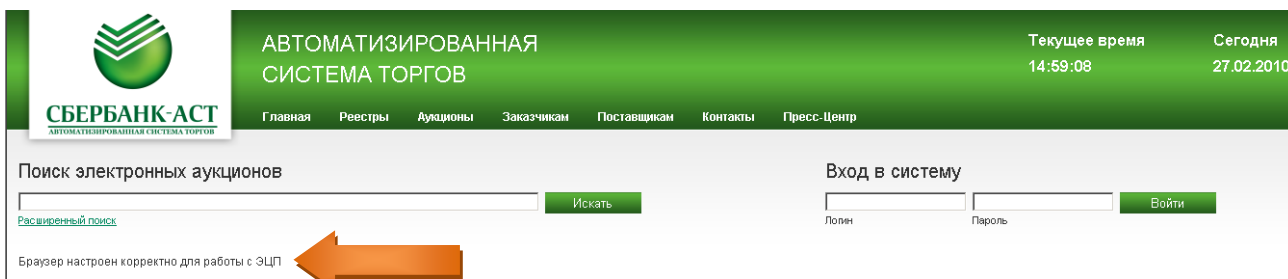 СБЕРБАНК-АСТ
АВТОМАТИЗИРОВАННАЯ СИСТЕМА ТОРГОВ
АВТОМАТИЗИРОВАННАЯ
СИСТЕМА ТОРГОВ
Текущее время
14:59:08
Сегодня
27.02.2010
Главная Реестры Аукционы Заказчикам Поставщикам Контакты Пресс-Центр
Поиск электронных аукционов
Искать
Расширенный поиск
Браузер настроен корректно для работы с ЭЦП
Вход в систему
Войти
Логин Пароль